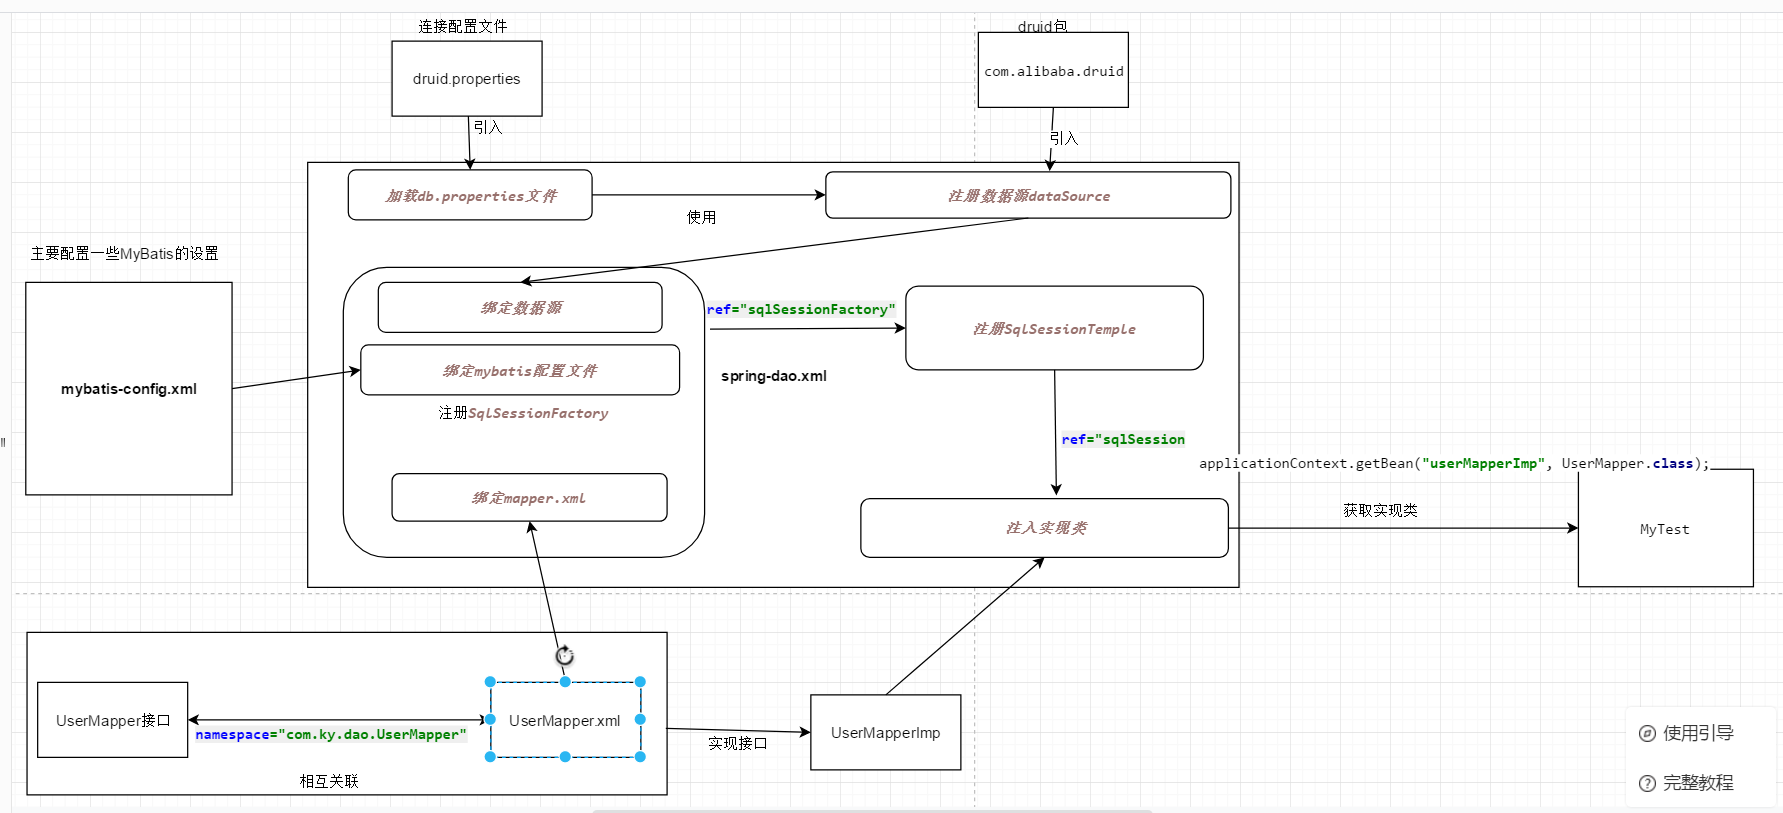 连接配置文件
druid.properties
引入
druid包
com.alibaba.druid
引入
加载db.properties文件
使用
注册数据源dataSource
主要配置一些MyBatis的设置
mybatis-config.xml
绑定数据源
绑定mybatis配置文件
注册SqlSessionFactory
绑定mapper.xml
ref="sqlSessionFactory"
注册SqlSessionTemple
spring-dao.xml
ref="sqlSession
applicationContext.getBean("userMapperImp", UserMapper.class);
注入实现类
获取实现类
MyTest
UserMapper接口
namespace="com.ky.dao.UserMapper"
UserMapper.xml
相互关联
实现接口
UserMapperImp
使用引导
完整教程